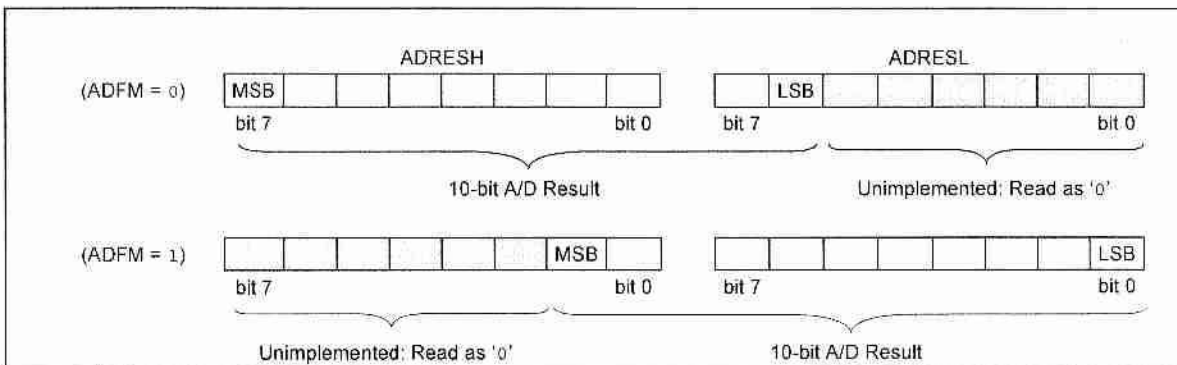 ADRESH ADRESL
(ADFM = 0) MSB LSB
bit 7 bit 0 bit 7 bit 0
10-bit A/D Result Unimplemented: Read as ‘0’
(ADFM = 1) MSB LSB
bit 7 bit 0 bit 7 bit 0
Unimplemented: Read as ‘0’ 10-bit A/D Result